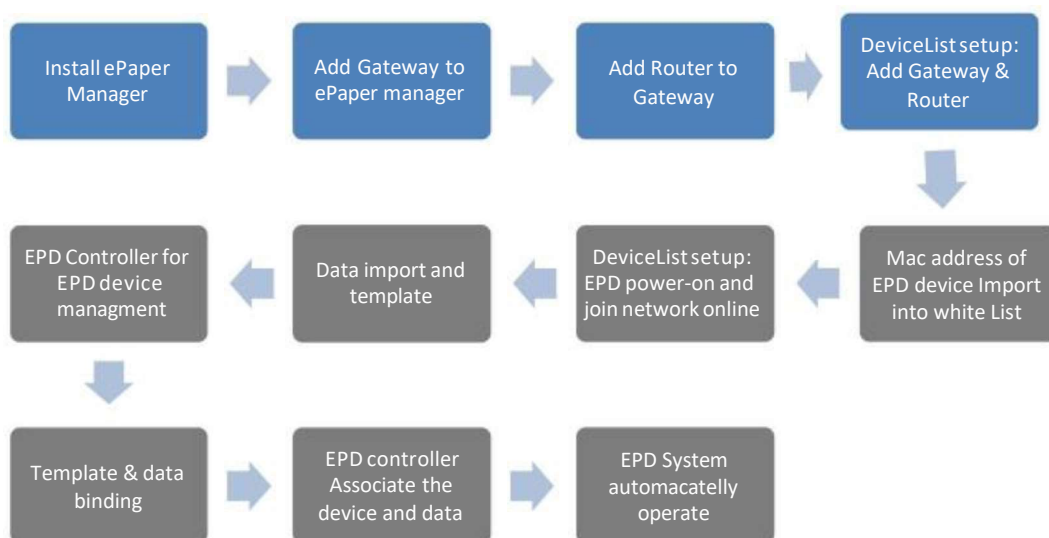 Install ePaper
Manager
Add Gateway to
ePaper manager
Add Router to
Gateway
DeviceList setup:
Add Gateway &
Router
Mac address of
EPD device Import
into white List
DeviceList setup:
EPD power-on and
join network online
Data import and
template
EPD Controller for
EPD device
managment
Template & data
binding
EPD controller
Associate the
device and data
EPD System
automacatelly
operate